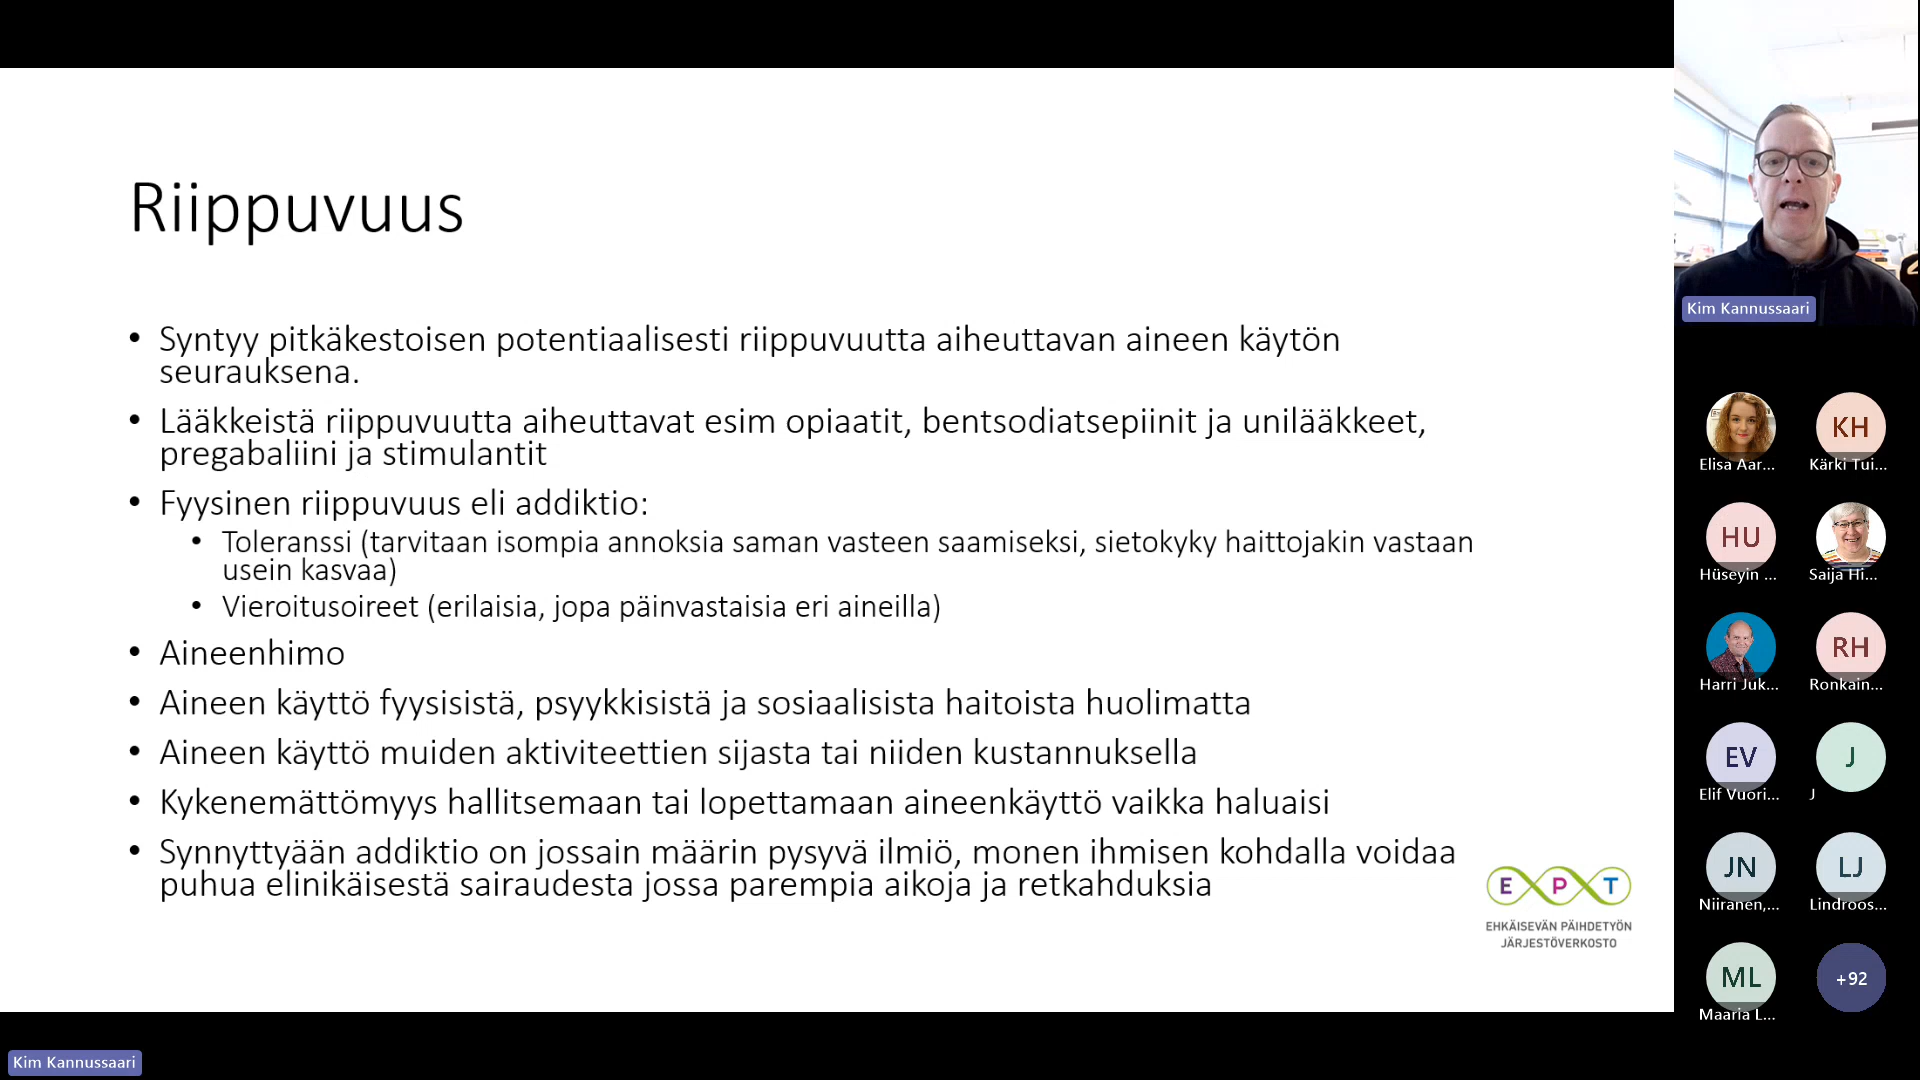 Riippuvuus
• Syntyy pitkäkestoisen potentiaalisesti riippuvuutta aiheuttavan aineen käytön
seurauksena.
• Lääkkeistä riippuvuutta aiheuttavat esim opiaatit, bentsodiatsepiinit ja unilääkkeet,
pregabaliini ja stimulantit
• Fyysinen riippuvuus eli addiktio:
• Toleranssi (tarvitaan isompia annoksia saman vasteen saamiseksi, sietokyky haittojakin vastaan
usein kasvaa)
• Vieroitusoireet (erilaisia, jopa päinvastaisia eri aineilla)
• Aineenhimo
• Aineen käyttö fyysisistä, psyykkisistä ja sosiaalisista haitoista huolimatta
• Aineen käyttö muiden aktiviteettien sijasta tai niiden kustannuksella
• Kykenemättömyys hallitsemaan tai lopettamaan aineenkäyttö vaikka haluaisi
• Synnyttyään addiktio on jossain määrin pysyvä ilmiö, monen ihmisen kohdalla voidaa
puhua elinikäisestä sairaudesta jossa parempia aikoja ja retkahduksia
E P T
EHKÄISEVÄN PÄIHDETYÖN
JÄRJESTÖVERKOSTO
Kim Kannussaari
Kim Kannussaari
KH
Elisa Aar... Kärki Tui...
HU
Hüseyin ... Saija Hi...
RH
Harri Juk... Ronkain...
EV J
Elif Vuori... J
JN LJ
Niiranen,... Lindroos...
ML +92
Maaria L...